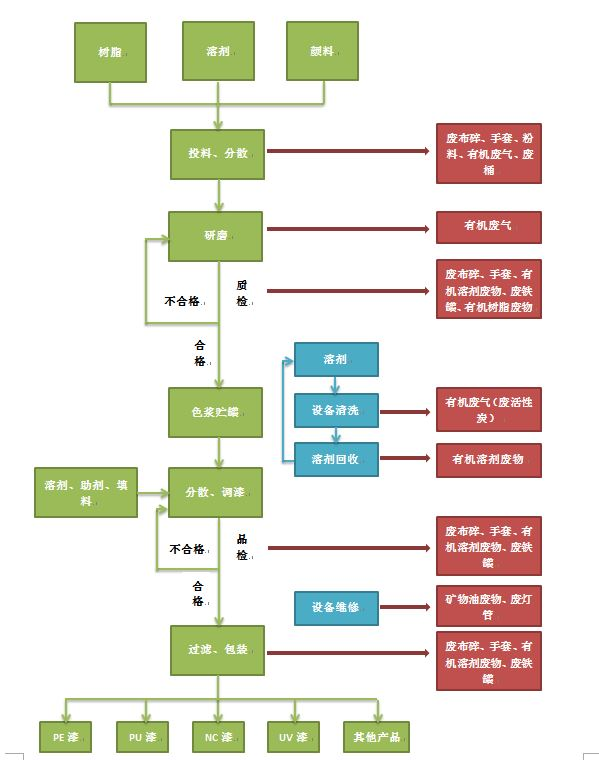 树脂
溶剂
颜料
投料、分散
废布碎、手套、粉
料、有机废气、废
桶
研磨
有机废气
质
检
不合格
废布碎、手套、有
机溶剂废物、废铁
罐、有机树脂废物
合
格
溶剂
色浆贮罐
设备清洗
有机废气（废活性
炭）
溶剂回收
有机溶剂废物
溶剂、助剂、填
料
分散、调漆
品
检
不合格
废布碎、手套、有
机溶剂废物、废铁
罐
合
格
设备维修
矿物油废物、废灯
管
过滤、包装
废布碎、手套、有
机溶剂废物、废铁
罐
PE 漆
PU 漆
NC 漆
UV 漆
其他产品